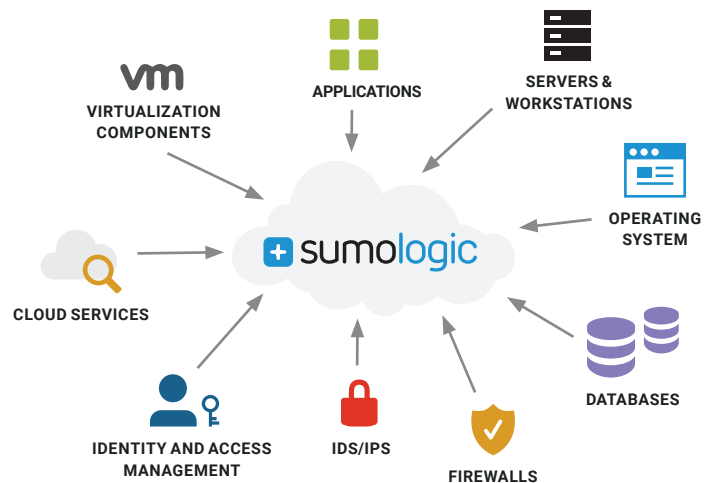 vm
VIRTUALIZATION
COMPONENTS
APPLICATIONS
SERVERS &
WORKSTATIONS
OPERATING
SYSTEM
sumologic
CLOUD SERVICES
DATABASES
IDENTITY AND ACCESS
MANAGEMENT
IDS/IPS
FIREWALLS